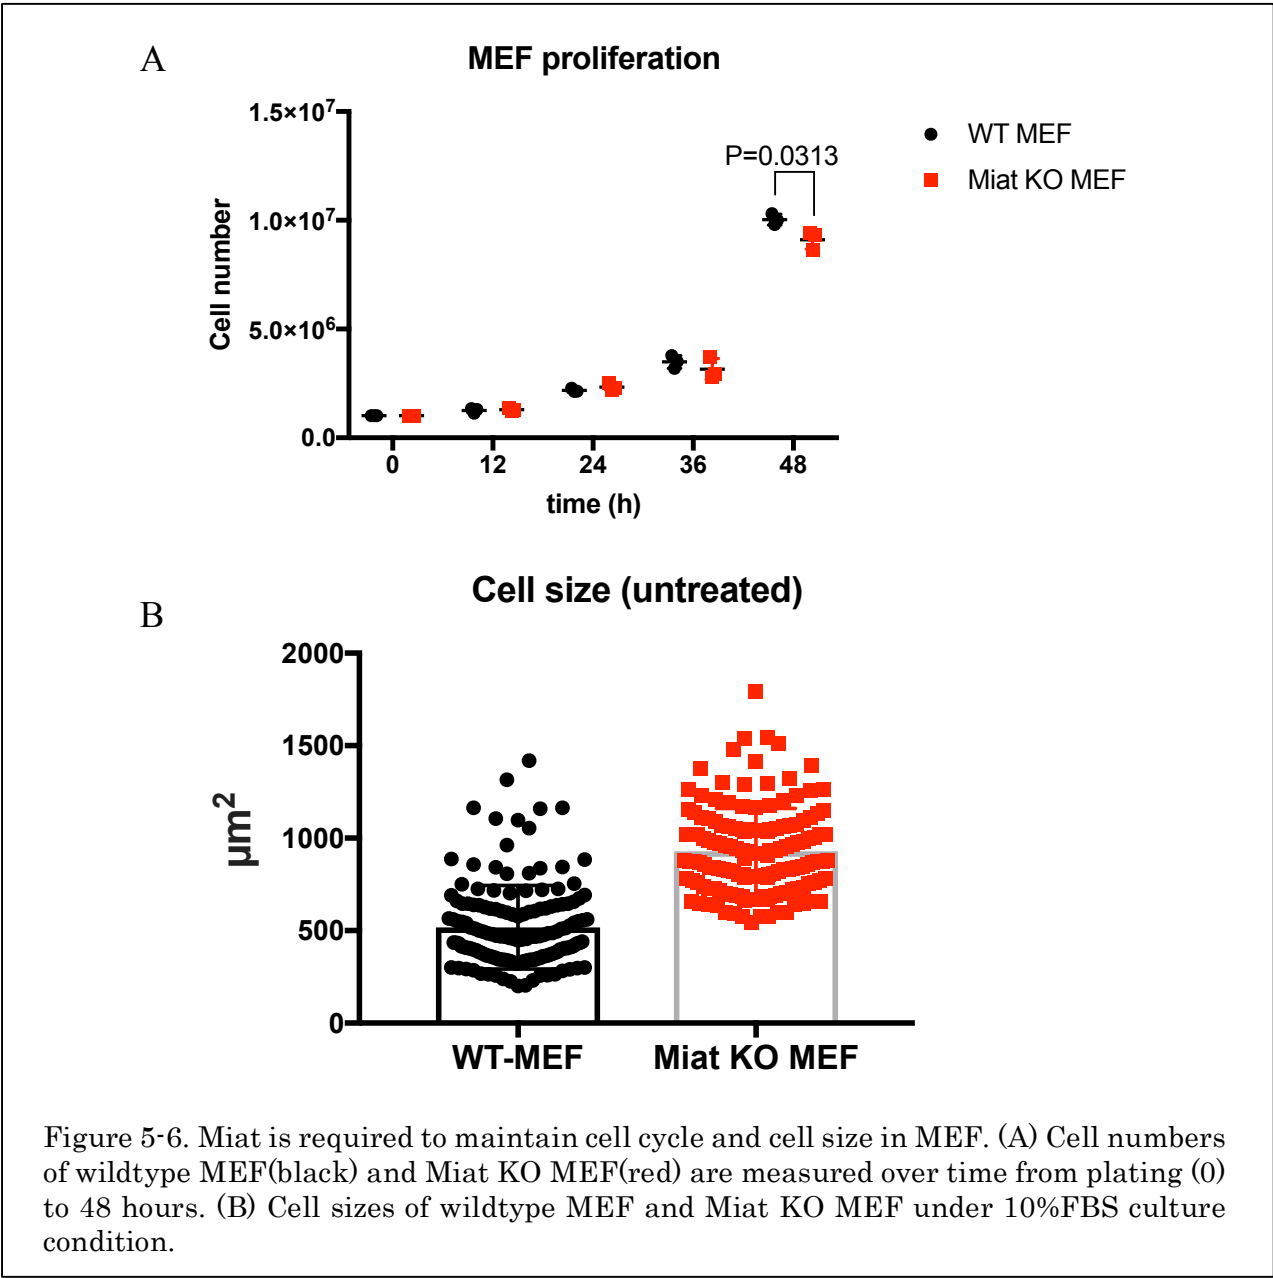 A
MEF proliferation
1.5×10⁷
1.0×10⁷
5.0×10⁶
0.0
Cell number
P=0.0313
WT MEF
Miat KO MEF
0 12 24 36 48
time (h)
B
Cell size (untreated)
2000
1500
1000
500
0
μm²
WT-MEF Miat KO MEF
Figure 5-6. Miat is required to maintain cell cycle and cell size in MEF. (A) Cell numbers
of wildtype MEF(black) and Miat KO MEF(red) are measured over time from plating (0)
to 48 hours. (B) Cell sizes of wildtype MEF and Miat KO MEF under 10%FBS culture
condition.